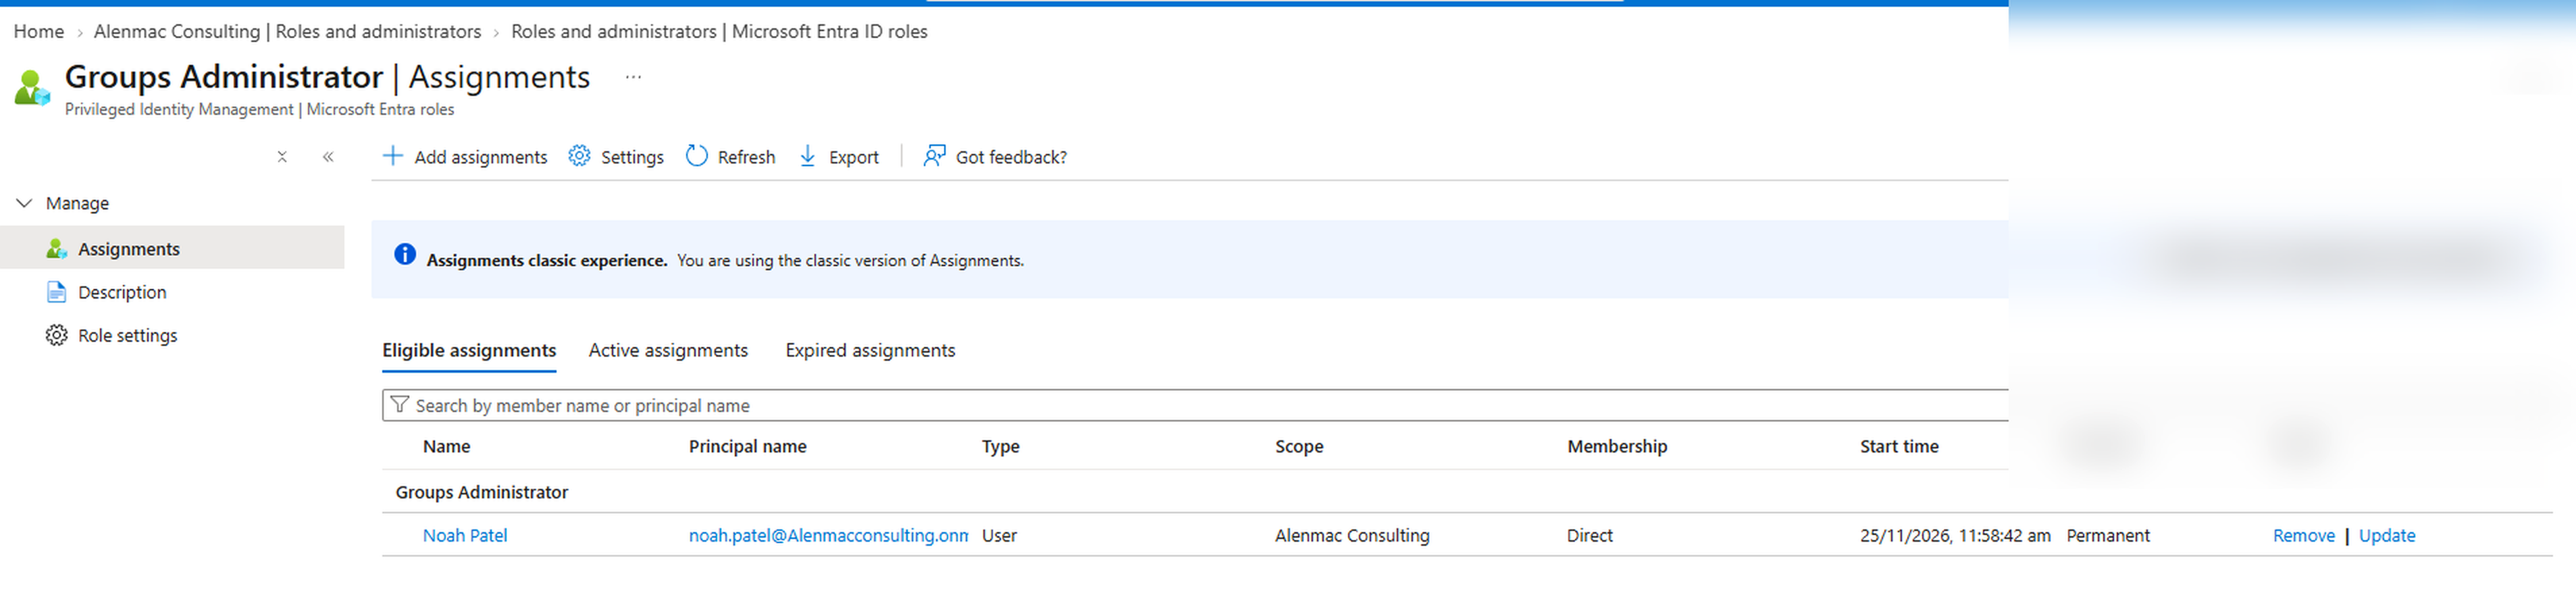 Home › Alenmac Consulting | Roles and administrators › Roles and administrators | Microsoft Entra ID roles
Groups Administrator | Assignments ...
Privileged Identity Management | Microsoft Entra roles
Add assignments Settings Refresh Export Got feedback?
Manage
Assignments
Description
Role settings
Assignments classic experience. You are using the classic version of Assignments.
Eligible assignments Active assignments Expired assignments
Search by member name or principal name
Name Principal name Type Scope Membership Start time
Groups Administrator
Noah Patel noah.patel@Alenmacconsulting.onm User Alenmac Consulting Direct 25/11/2026, 11:58:42 am Permanent Remove | Update